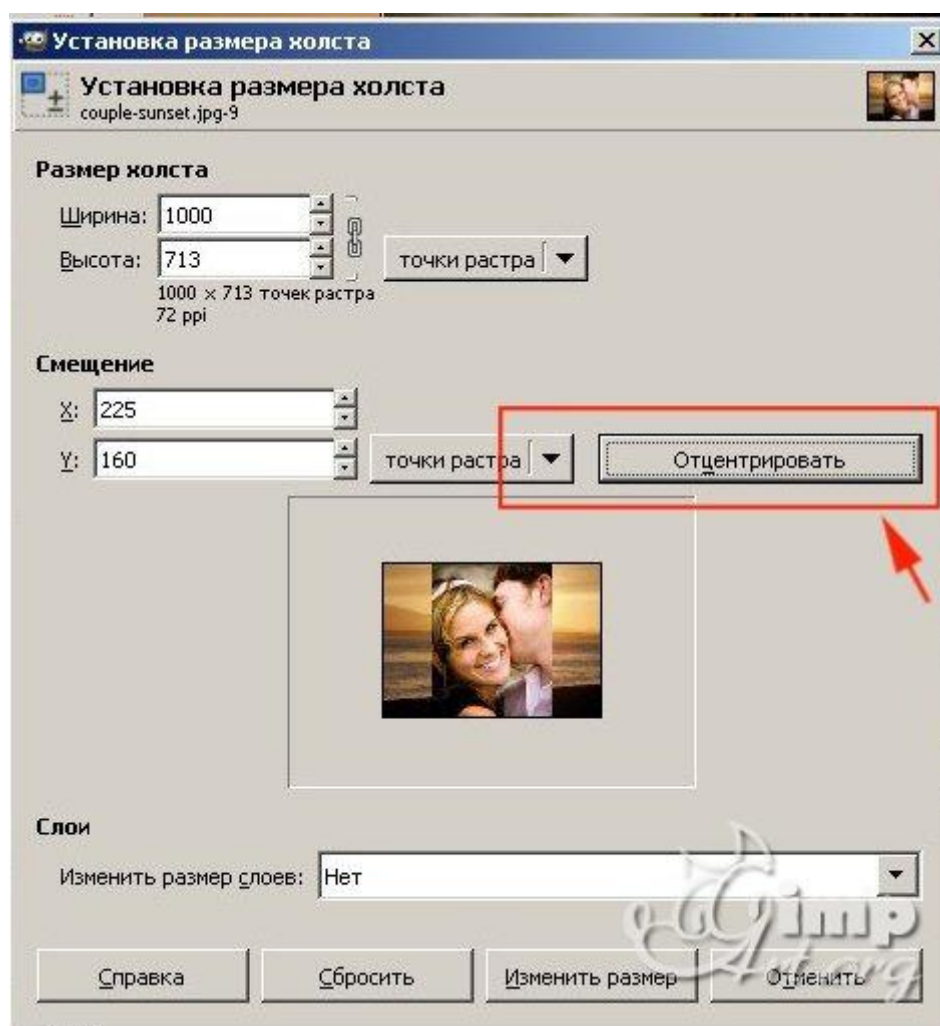 Установка размера холста
Установка размера холста
couple-sunset.jpg-9
Размер холста
Ширина: 1000
Высота: 713 точки растра
1000 × 713 точек растра
72 ppi
Смещение
X: 225
Y: 160 точки растра Отцентрировать
Слои
Изменить размер слоев: Нет
Gimp
Справка Сбросить Изменить размер Отменить
Art.org